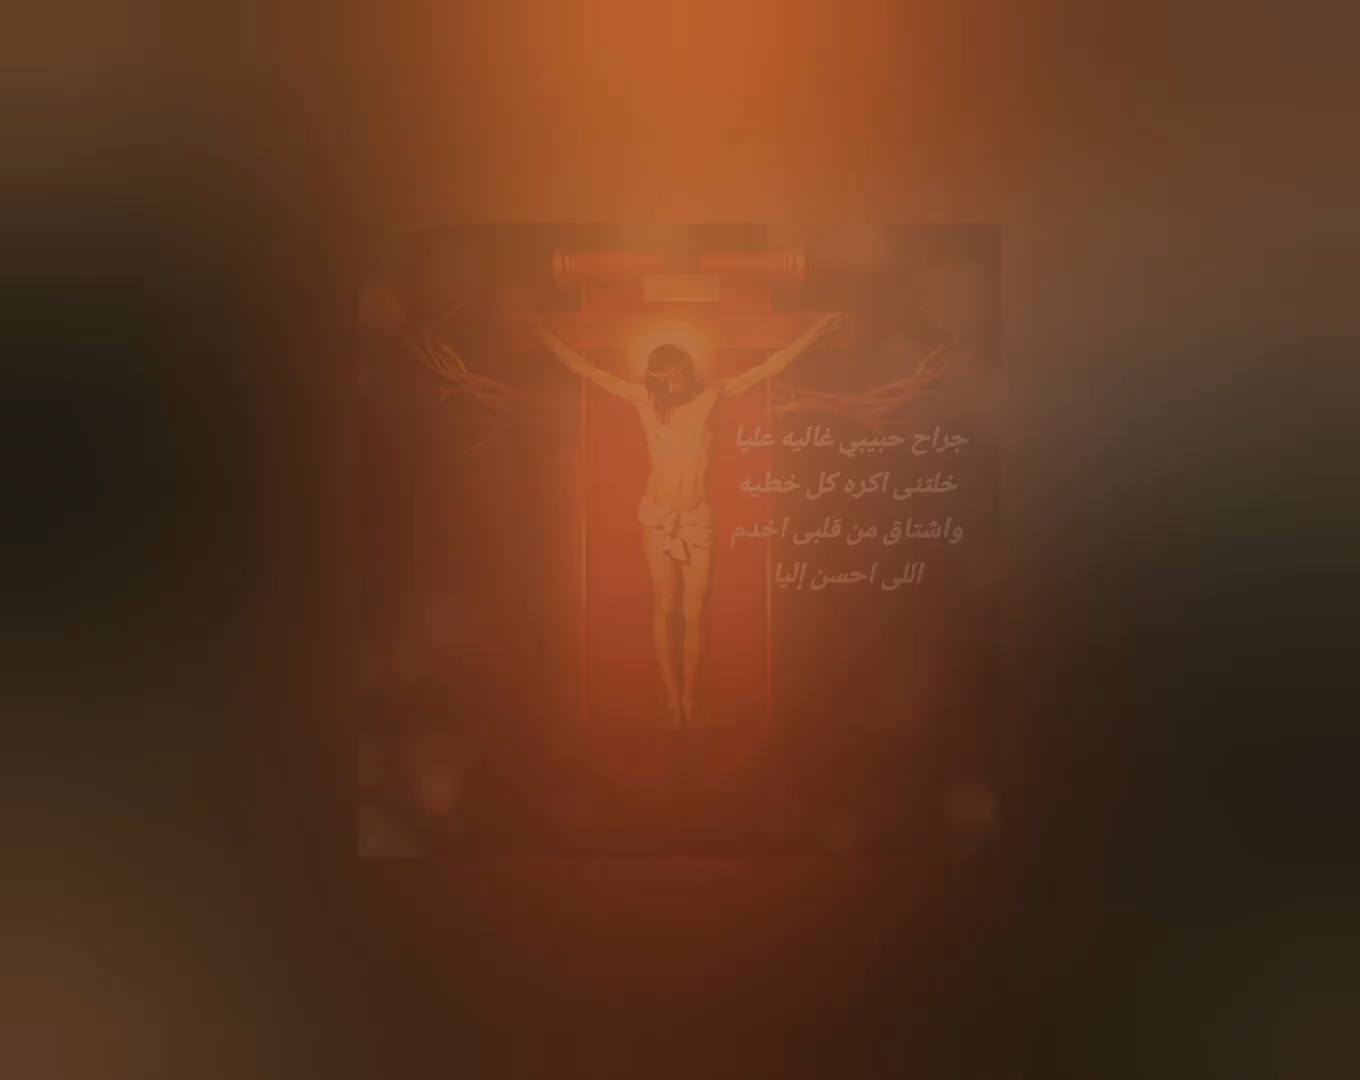 جراح حبيبي غاليه عليا
خلتنى اكره كل خطيه
واشتاق من قلبى اخدم
اللى احسن إليا